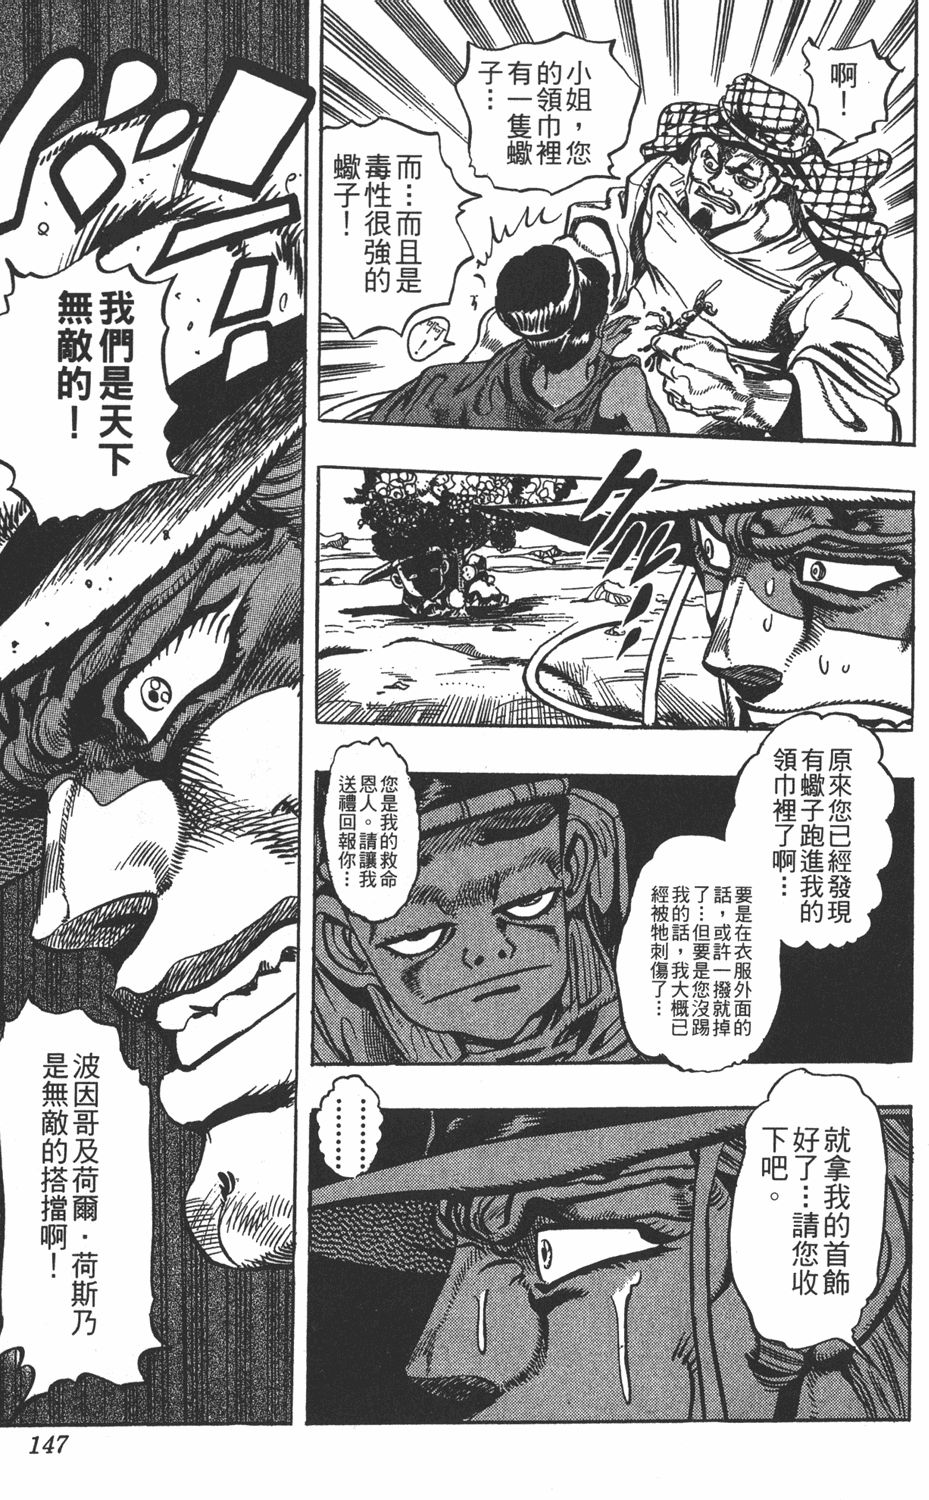 啊！
小姐，您
的領巾裡
有一隻蠍
子…
而…而且是
毒性很強的
蠍子！
原來您已經發現
有蠍子跑進我的
領巾裡了啊…
要是在衣服外面的
話，或許一撥就掉
了…但要是您沒踢
我的話，我大概已
經被牠刺傷了…
您是我的救命
恩人。請讓我
送禮回報你…
就拿我的首飾
好了…請您收
下吧。
…………
我們是天下
無敵的！
波因哥及荷爾·荷斯乃
是無敵的搭擋啊！
147